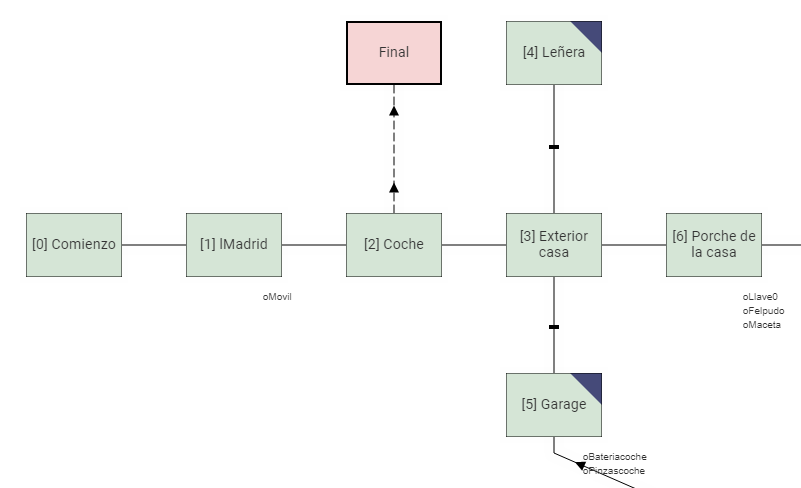 Final
[4] Leñera
[0] Comienzo
[1] lMadrid
[2] Coche
[3] Exterior
casa
[6] Porche de
la casa
oMovil
oLlave0
oFelpudo
oMaceta
[5] Garage
oBateriacoche
oPinzascoche